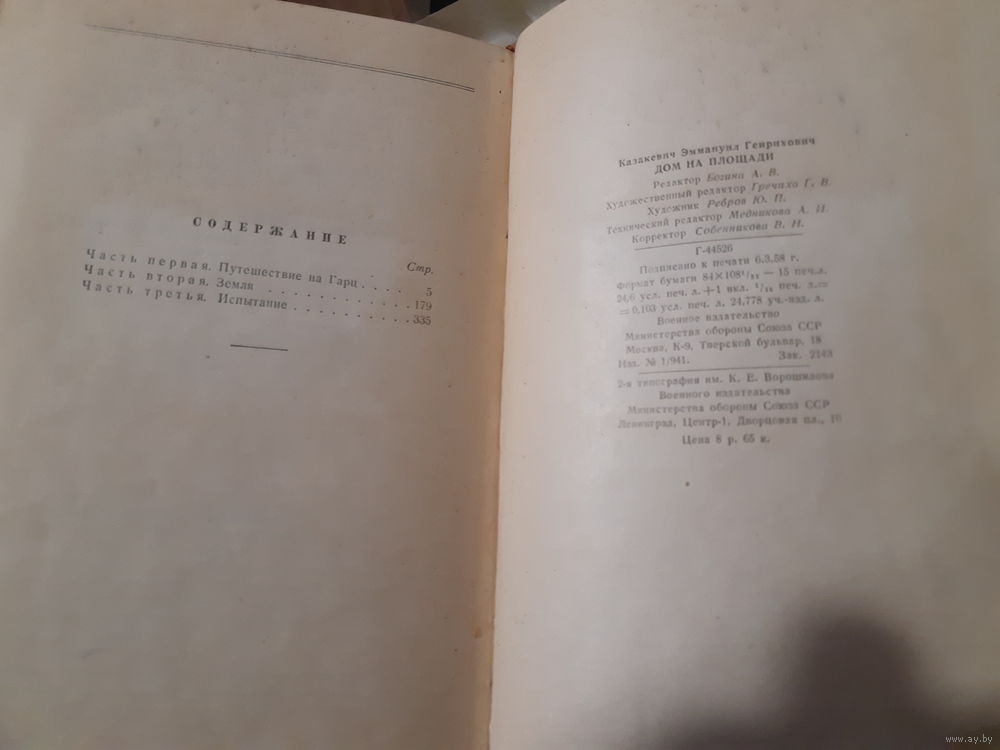 СОДЕРЖАНИЕ
Стр.
Часть первая. Путешествие на Гарц . . . . 5
Часть вторая. Земля . . . . . . . . . . . . 179
Часть третья. Испытание . . . . . . . . . . 335
Казакевич Эммануил Генрихович
ДОМ НА ПЛОЩАДИ
Редактор Богина А. В.
Художественный редактор Гречихо Г. В.
Художник Ребров Ю. П.
Технический редактор Медникова А. И.
Корректор Собенникова В. Н.
Г-44526
Подписано к печати 6.3.58 г.
Формат бумаги 84×108¹/₃₂ — 15 печ.л.
24,6 усл. печ. л.+1 вкл. ¹/₁₆ печ. л.=
=0,103 усл. печ. л. 24,778 уч.-изд. л.
Военное издательство
Министерства обороны Союза ССР
Москва, К-9, Тверской бульвар, 18
Изд. № 1/941. Зак. 2143
2-я типография им. К. Е. Ворошилова
Военного издательства
Министерства обороны Союза ССР
Ленинград, Центр-1, Дворцовая пл., 10
Цена 8 р. 65 к.
www.ay.by